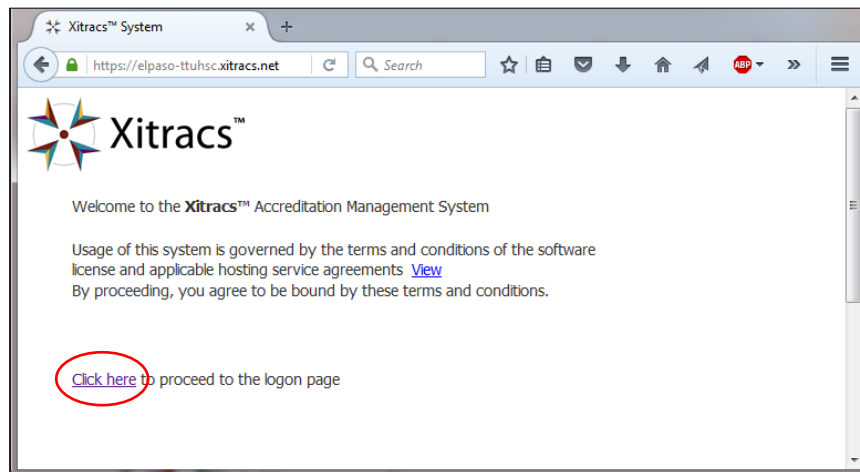 Xitracs™ System
https://elpaso-ttuhsc.xitracs.net
Search
ABP
Xitracs™
Welcome to the Xitracs™ Accreditation Management System
Usage of this system is governed by the terms and conditions of the software
license and applicable hosting service agreements View
By proceeding, you agree to be bound by these terms and conditions.
Click here to proceed to the logon page